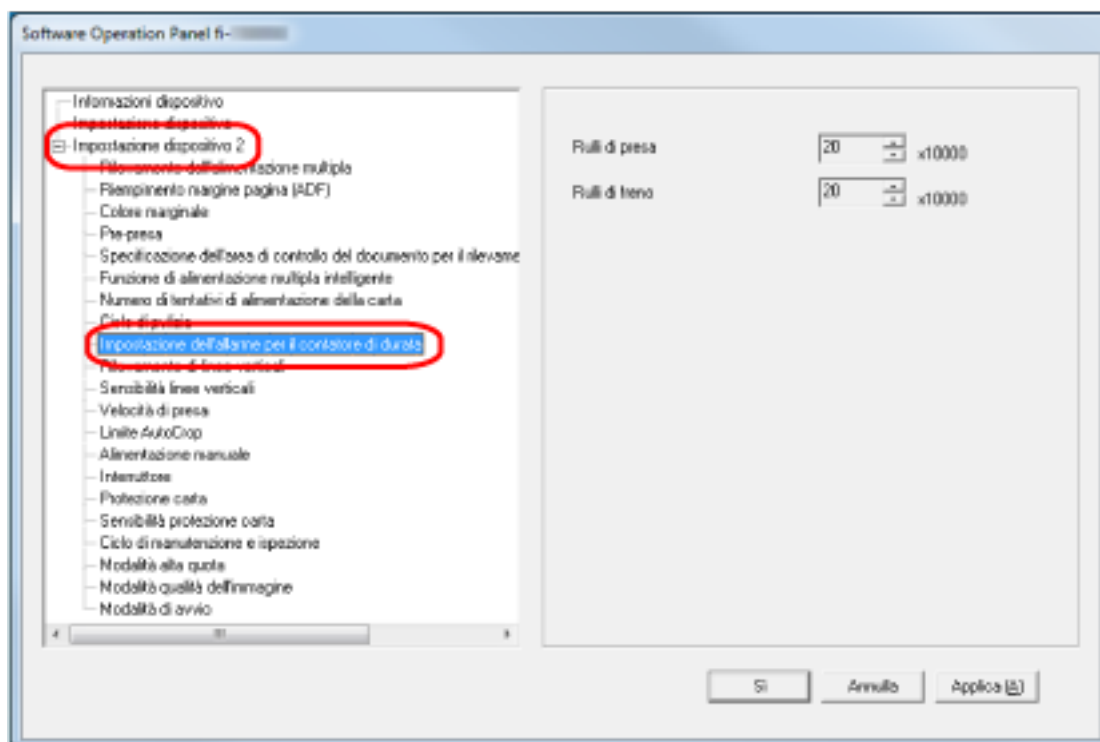 Software Operation Panel fi-
Informazioni dispositivo
Impostazione dispositivo
Impostazione dispositivo 2
Rilevamento dell'alimentazione multipla
Riempimento margine pagina (ADF)
Colore marginale
Pre-presa
Specificazione dell'area di controllo del documento per il rilevame
Funzione di alimentazione multipla intelligente
Numero di tentativi di alimentazione della carta
Ciclo di pulizia
Impostazione dell'allarme per il contatore di durata
Rilevamento di linee verticali
Sensibilità linee verticali
Velocità di presa
Limite AutoCrop
Alimentazione manuale
Interruttore
Protezione carta
Sensibilità protezione carta
Ciclo di manutenzione e ispezione
Modalità alta quota
Modalità qualità dell'immagine
Modalità di avvio
Rulli di presa 20 x10000
Rulli di treno 20 x10000
Sì Annulla Applica (A)